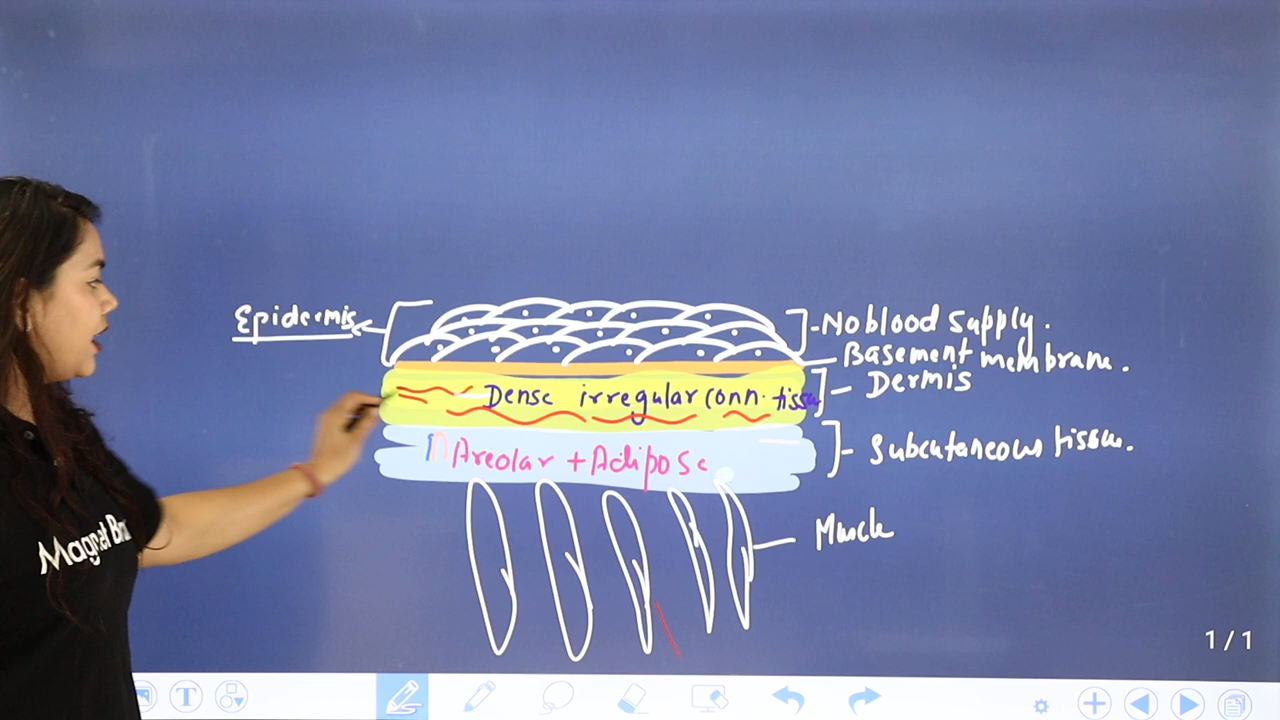 Epidermis
No blood supply.
Basement membrane.
Dense irregular conn. tissu
Dermis
Areolar + Adipose
Subcutaneous tissue.
Muscle
Magnet Bra
1/1
T